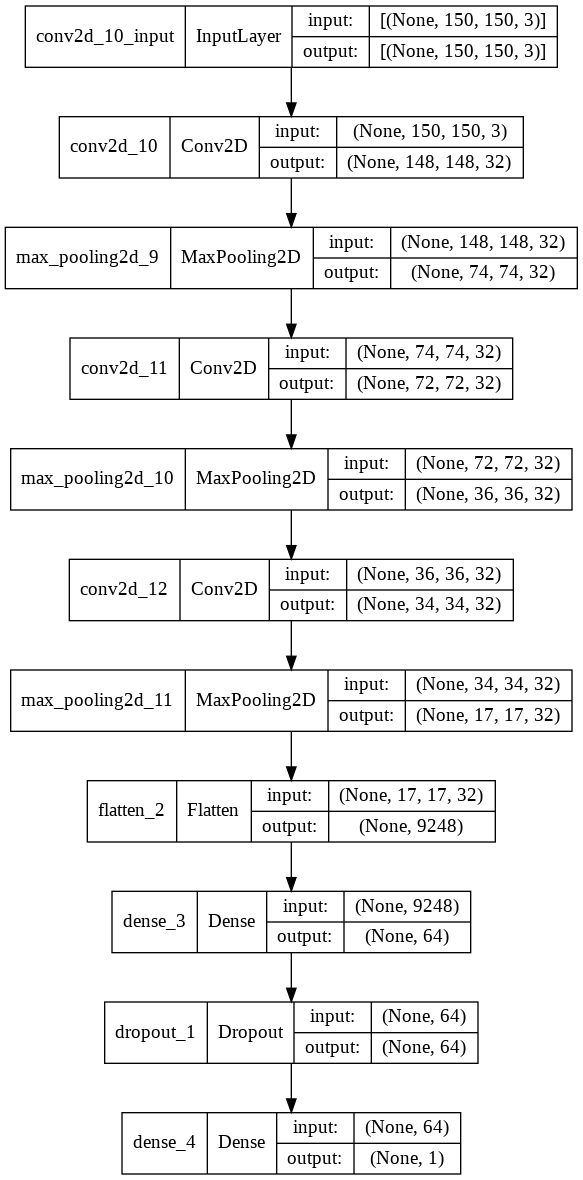 conv2d_10_input InputLayer input: [(None, 150, 150, 3)]
output: [(None, 150, 150, 3)]
conv2d_10 Conv2D input: (None, 150, 150, 3)
output: (None, 148, 148, 32)
max_pooling2d_9 MaxPooling2D input: (None, 148, 148, 32)
output: (None, 74, 74, 32)
conv2d_11 Conv2D input: (None, 74, 74, 32)
output: (None, 72, 72, 32)
max_pooling2d_10 MaxPooling2D input: (None, 72, 72, 32)
output: (None, 36, 36, 32)
conv2d_12 Conv2D input: (None, 36, 36, 32)
output: (None, 34, 34, 32)
max_pooling2d_11 MaxPooling2D input: (None, 34, 34, 32)
output: (None, 17, 17, 32)
flatten_2 Flatten input: (None, 17, 17, 32)
output: (None, 9248)
dense_3 Dense input: (None, 9248)
output: (None, 64)
dropout_1 Dropout input: (None, 64)
output: (None, 64)
dense_4 Dense input: (None, 64)
output: (None, 1)